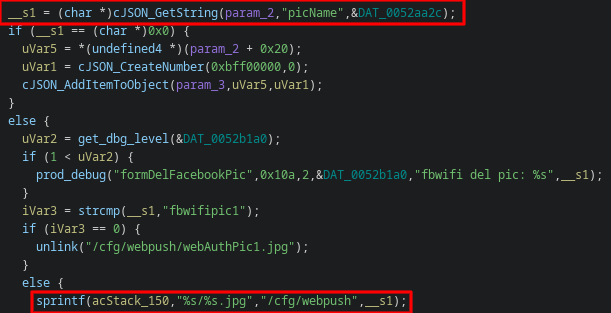 __s1 = (char *)cJSON_GetString(param_2,"picName",&DAT_0052aa2c);
if (__s1 == (char *)0x0) {
uVar5 = *(undefined4 *)(param_2 + 0x20);
uVar1 = cJSON_CreateNumber(0xbff00000,0);
cJSON_AddItemToObject(param_3,uVar5,uVar1);
}
else {
uVar2 = get_dbg_level(&DAT_0052b1a0);
if (1 < uVar2) {
prod_debug("formDelFacebookPic",0x10a,2,&DAT_0052b1a0,"fbwifi del pic: %s",__s1);
}
iVar3 = strcmp(__s1,"fbwifipic1");
if (iVar3 == 0) {
unlink("/cfg/webpush/webAuthPic1.jpg");
}
else {
sprintf(acStack_150,"%s/%s.jpg","/cfg/webpush",__s1);